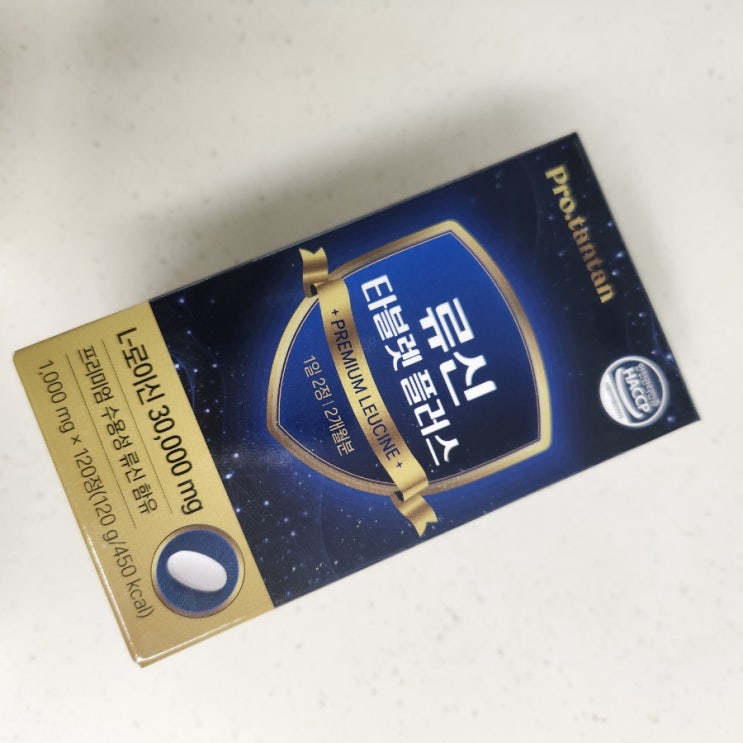 Pro.tantan
류신
타블렛 플러스
+ PREMIUM LEUCINE +
1일 2정 | 2개월분
HACCP
L-로이신 30,000 mg
프리미엄 수용성 류신 함유
1,000 mg × 120정(120 g/450 kcal)